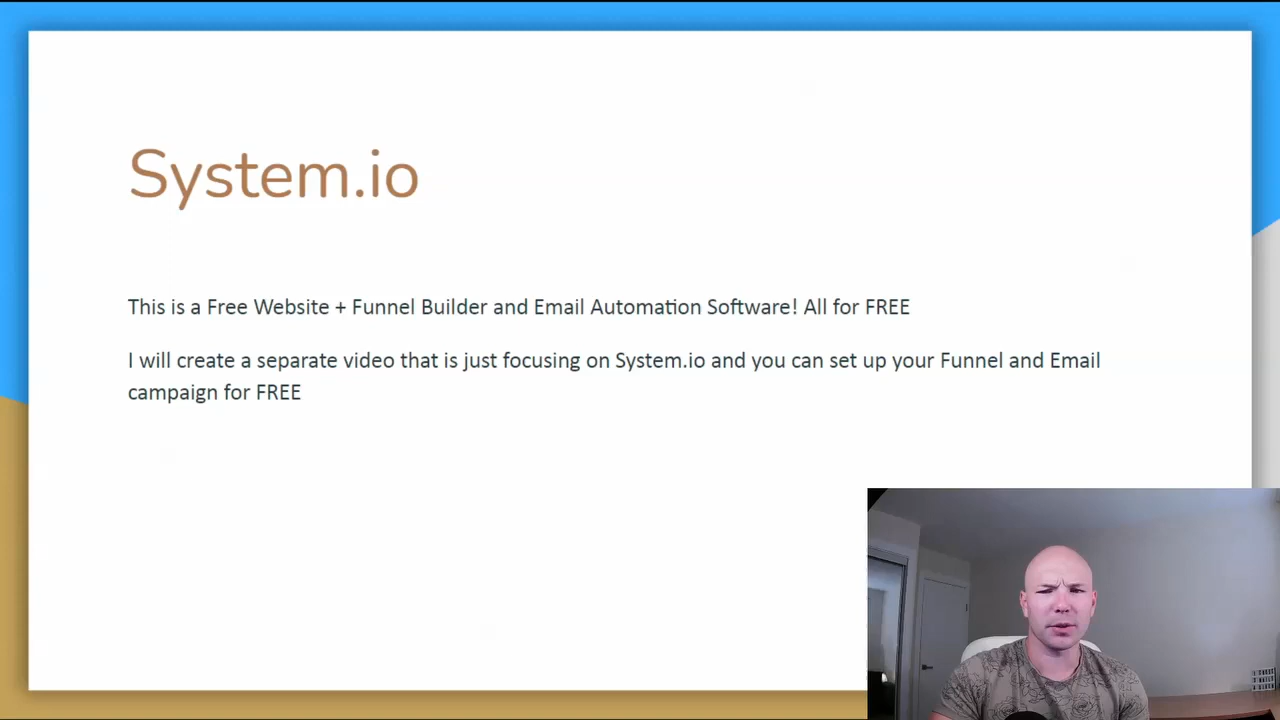 System.io
This is a Free Website + Funnel Builder and Email Automation Software! All for FREE
I will create a separate video that is just focusing on System.io and you can set up your Funnel and Email
campaign for FREE